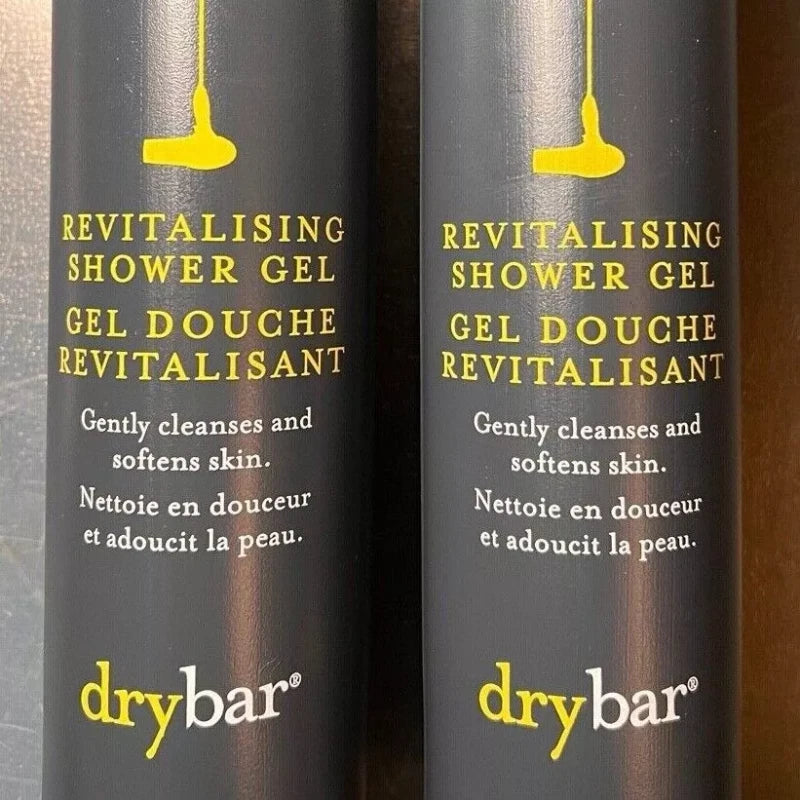 REVITALISING
SHOWER GEL
GEL DOUCHE
REVITALISANT
Gently cleanses and
softens skin.
Nettoie en douceur
et adoucit la peau.
drybar®
REVITALISING
SHOWER GEL
GEL DOUCHE
REVITALISANT
Gently cleanses and
softens skin.
Nettoie en douceur
et adoucit la peau.
drybar®